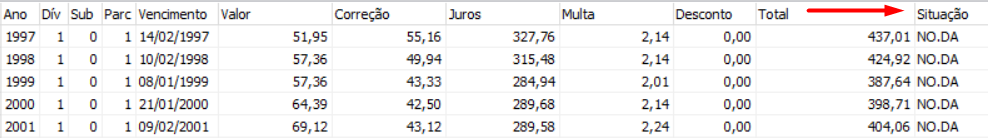 Ano Dív Sub Parc Vencimento Valor Correção Juros Multa Desconto Total Situação
1997 1 0 1 14/02/1997 51,95 55,16 327,76 2,14 0,00 437,01 NO.DA
1998 1 0 1 10/02/1998 57,36 49,94 315,48 2,14 0,00 424,92 NO.DA
1999 1 0 1 08/01/1999 57,36 43,33 284,94 2,01 0,00 387,64 NO.DA
2000 1 0 1 21/01/2000 64,39 42,50 289,68 2,14 0,00 398,71 NO.DA
2001 1 0 1 09/02/2001 69,12 43,12 289,58 2,24 0,00 404,06 NO.DA